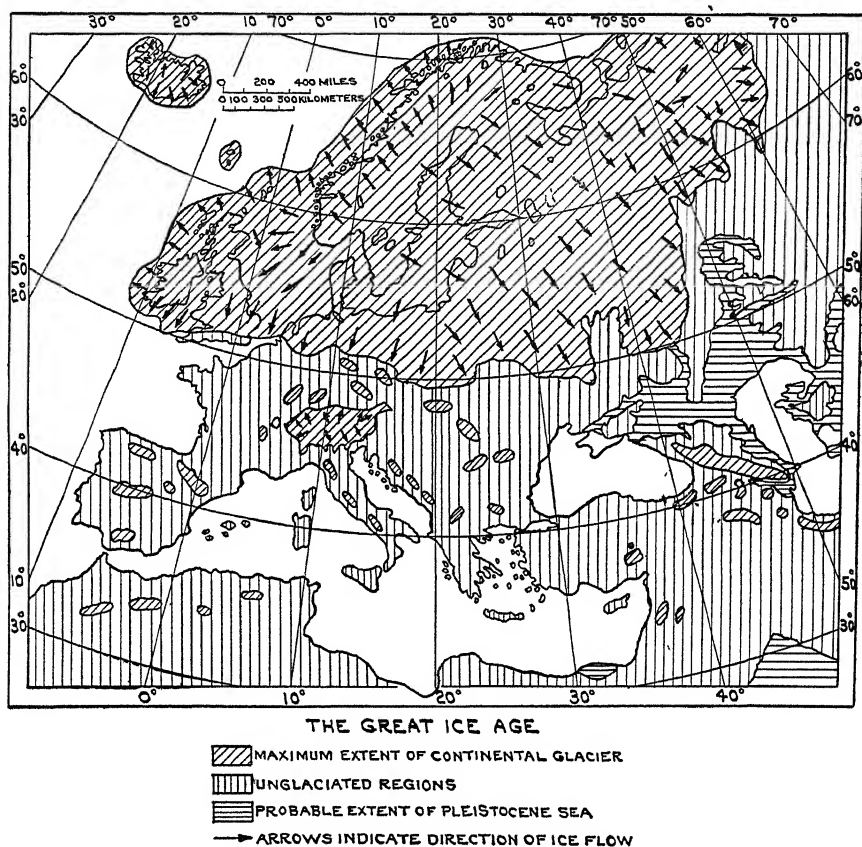 30° 20° 10° 0° 10° 20° 30° 40° 70° 50° 60° 70°
60°
30°
50°
20°
40°
10°
30°
0 200 400 MILES
0 100 300 500 KILOMETERS
60°
70°
50°
60°
40°
50°
30°
0° 10° 20° 30° 40°
THE GREAT ICE AGE
MAXIMUM EXTENT OF CONTINENTAL GLACIER
UNGLACIATED REGIONS
PROBABLE EXTENT OF PLEISTOCENE SEA
ARROWS INDICATE DIRECTION OF ICE FLOW